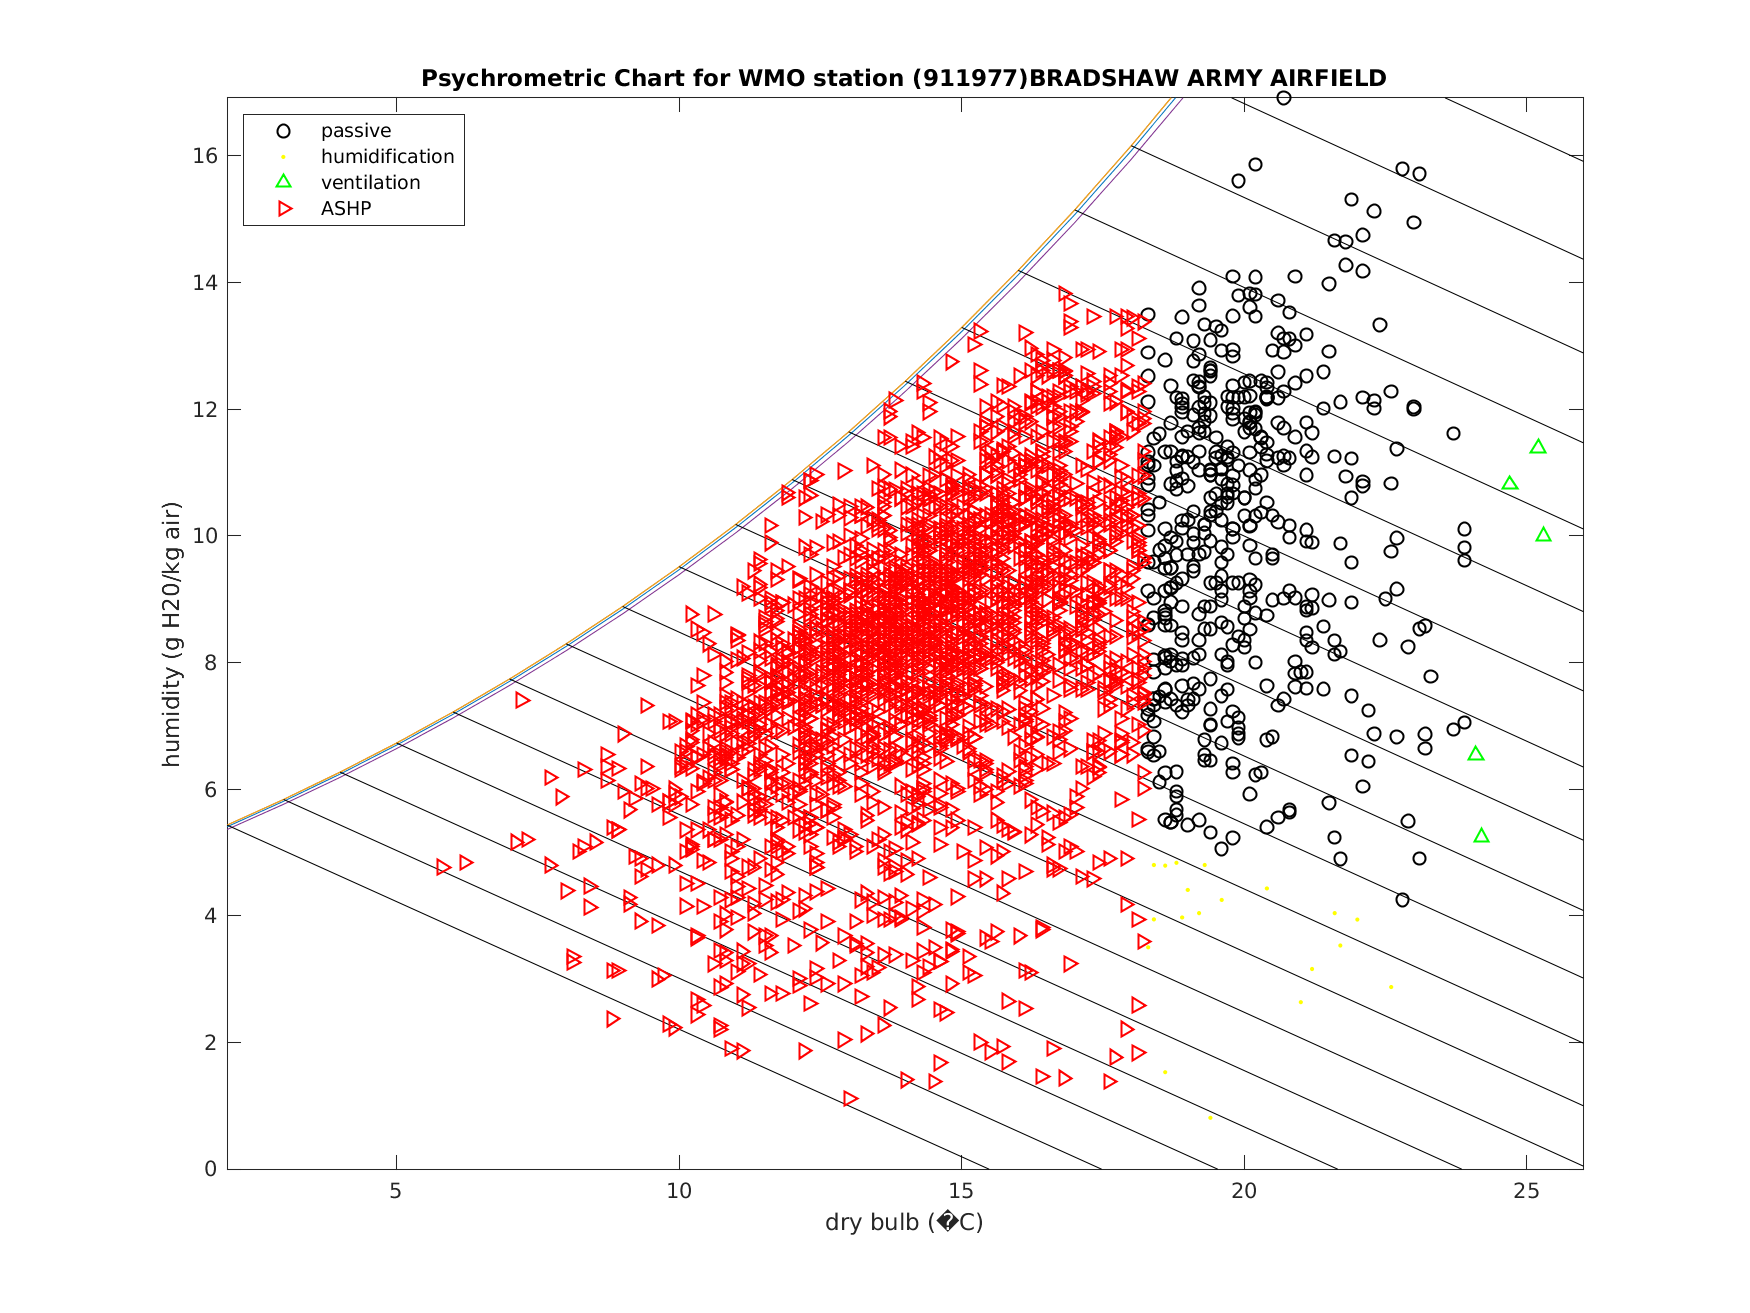 Psychrometric Chart for WMO station (911977)BRADSHAW ARMY AIRFIELD
passive
humidification
ventilation
ASHP
humidity (g H20/kg air)
16
14
12
10
8
6
4
2
0
5 10 15 20 25
dry bulb (�C)